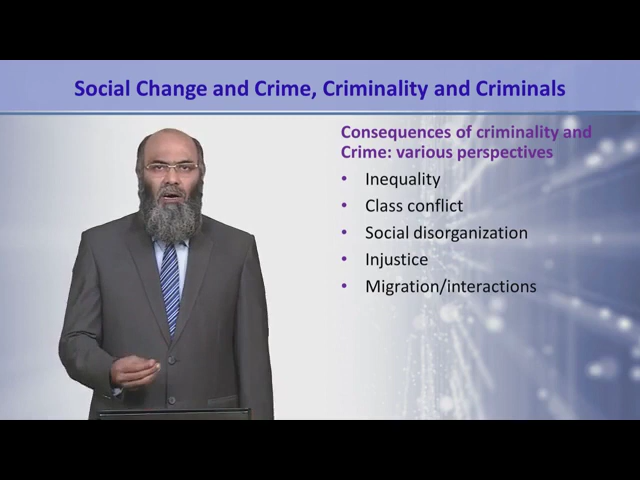 Social Change and Crime, Criminality and Criminals
Consequences of criminality and
Crime: various perspectives
• Inequality
• Class conflict
• Social disorganization
• Injustice
• Migration/interactions